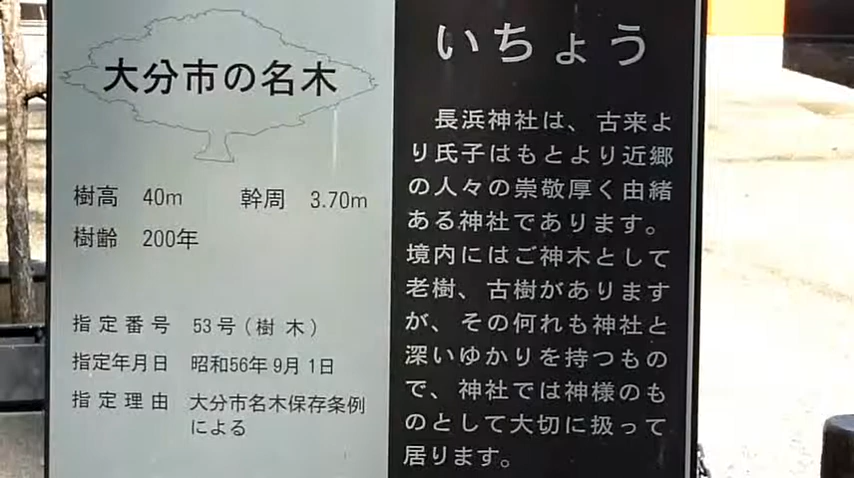 大分市の名木
樹高 40m 幹周 3.70m
樹齢 200年
指定番号 53号(樹木)
指定年月日 昭和56年9月1日
指定理由 大分市名木保存条例
による
いちょう
長浜神社は、古来よ
り氏子はもとより近郷
の人々の崇敬厚く由緒
ある神社であります。
境内にはご神木として
老樹、古樹があります
が、その何れも神社と
深いゆかりを持つもの
で、神社では神様のも
のとして大切に扱って
居ります。